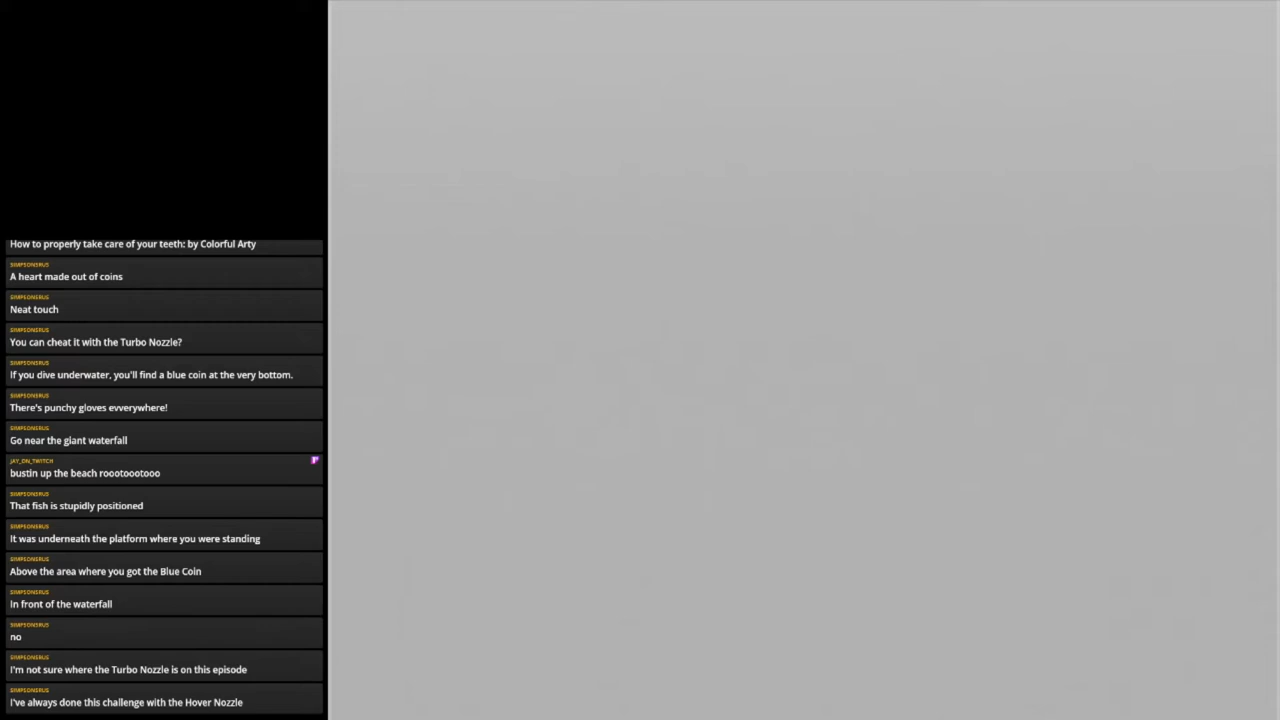 How to properly take care of your teeth: by Colorful Arty
SIMPSONSRUS
A heart made out of coins
SIMPSONSRUS
Neat touch
SIMPSONSRUS
You can cheat it with the Turbo Nozzle?
SIMPSONSRUS
If you dive underwater, you'll find a blue coin at the very bottom.
SIMPSONSRUS
There's punchy gloves evverywhere!
SIMPSONSRUS
Go near the giant waterfall
JAY_ON_TWITCH
bustin up the beach roootoootooo
SIMPSONSRUS
That fish is stupidly positioned
SIMPSONSRUS
It was underneath the platform where you were standing
SIMPSONSRUS
Above the area where you got the Blue Coin
SIMPSONSRUS
In front of the waterfall
SIMPSONSRUS
no
SIMPSONSRUS
I'm not sure where the Turbo Nozzle is on this episode
SIMPSONSRUS
I've always done this challenge with the Hover Nozzle